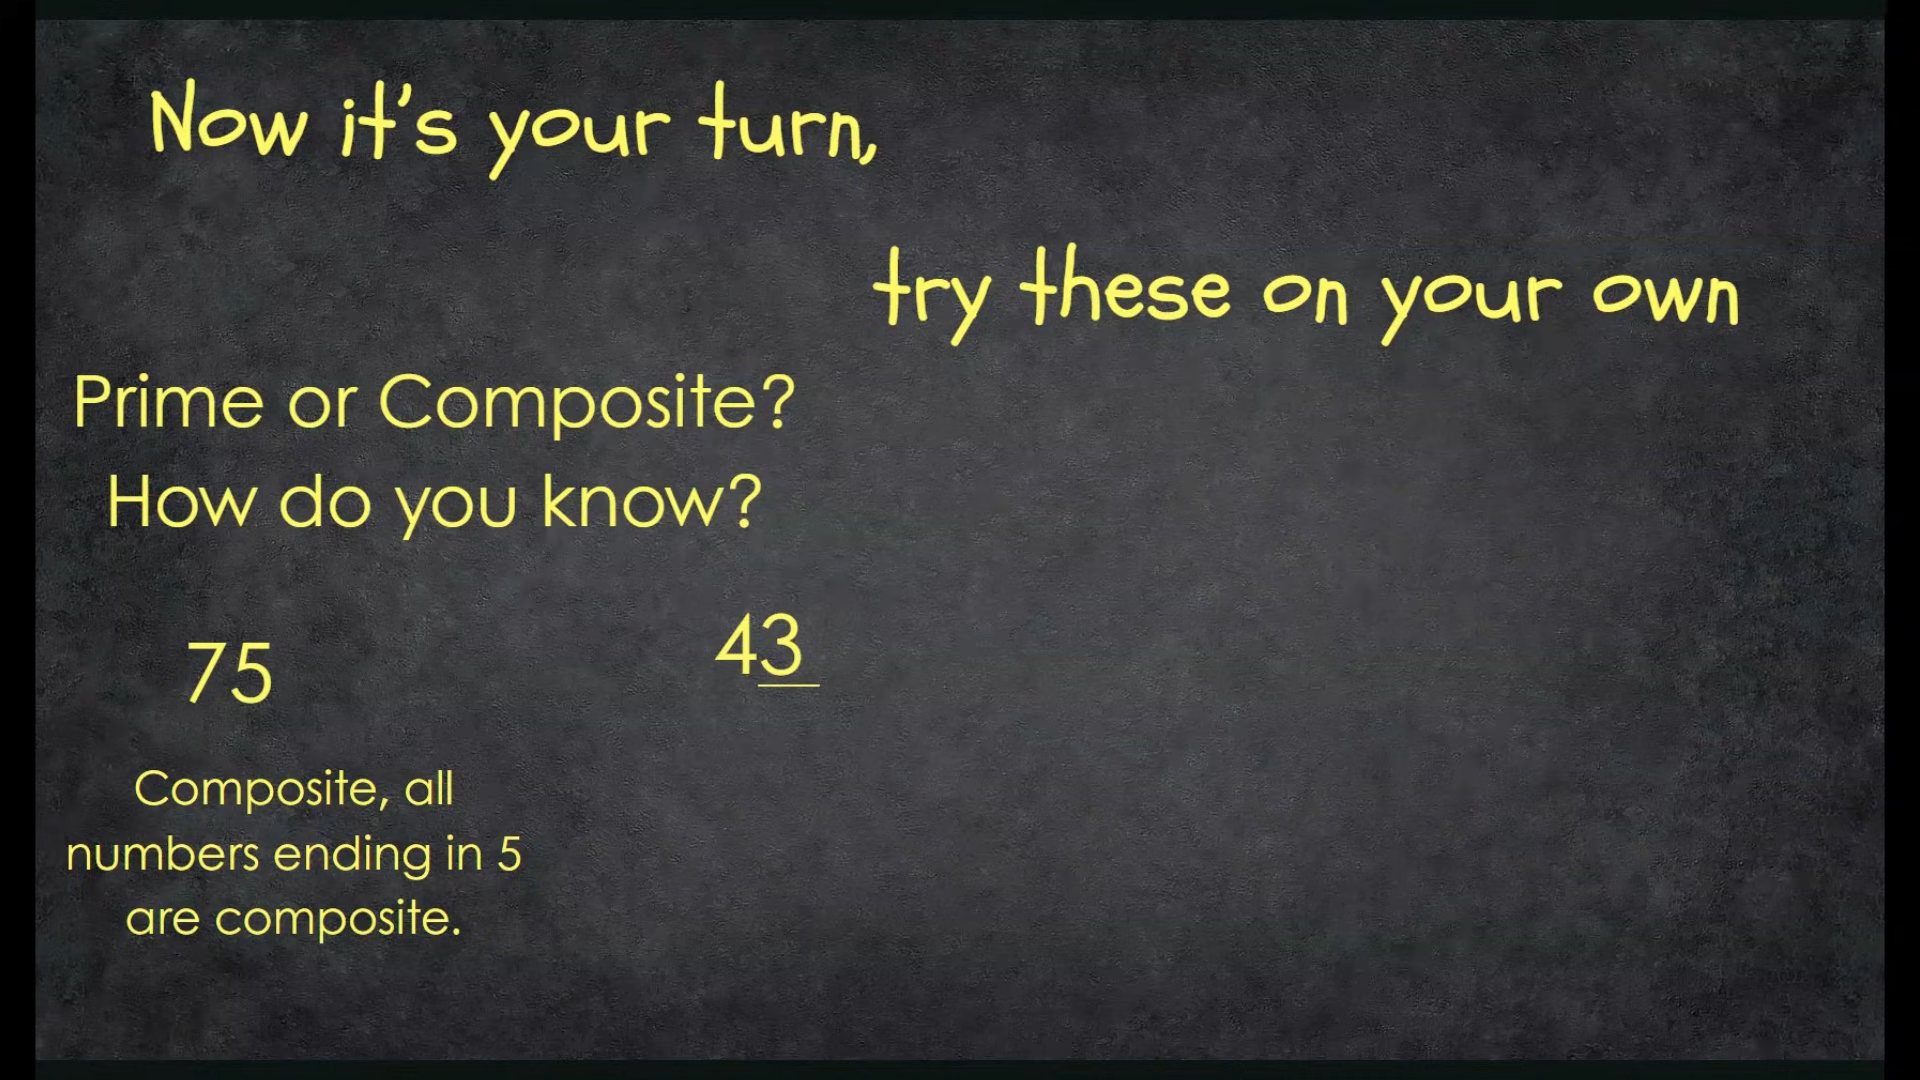 Now it's your turn,
try these on your own
Prime or Composite?
How do you know?
75
43
Composite, all
numbers ending in 5
are composite.